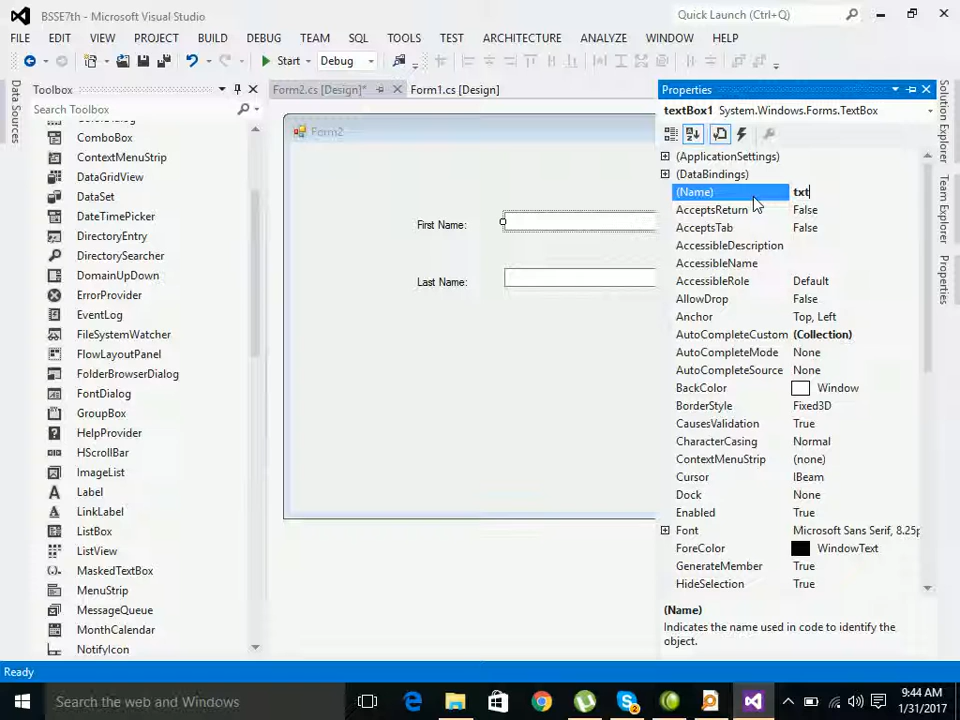 BSSE7th - Microsoft Visual Studio
Quick Launch (Ctrl+Q)
FILE EDIT VIEW PROJECT BUILD DEBUG TEAM SQL TOOLS TEST ARCHITECTURE ANALYZE WINDOW HELP
Start Debug
Data Sources
Toolbox
Search Toolbox
ComboBox
ContextMenuStrip
DataGridView
DataSet
DateTimePicker
DirectoryEntry
DirectorySearcher
DomainUpDown
ErrorProvider
EventLog
FileSystemWatcher
FlowLayoutPanel
FolderBrowserDialog
FontDialog
GroupBox
HelpProvider
HScrollBar
ImageList
Label
LinkLabel
ListBox
ListView
MaskedTextBox
MenuStrip
MessageQueue
MonthCalendar
NotifyIcon
Form2.cs [Design]* Form1.cs [Design]
Form2
First Name:
Last Name:
Properties
textBox1 System.Windows.Forms.TextBox
(ApplicationSettings)
(DataBindings)
(Name) txt
AcceptsReturn False
AcceptsTab False
AccessibleDescription
AccessibleName
AccessibleRole Default
AllowDrop False
Anchor Top, Left
AutoCompleteCustom (Collection)
AutoCompleteMode None
AutoCompleteSource None
BackColor Window
BorderStyle Fixed3D
CausesValidation True
CharacterCasing Normal
ContextMenuStrip (none)
Cursor IBeam
Dock None
Enabled True
Font Microsoft Sans Serif, 8.25p
ForeColor WindowText
GenerateMember True
HideSelection True
(Name)
Indicates the name used in code to identify the
object.
Solution Explorer
Team Explorer
Properties
Ready
Search the web and Windows
2
9:44 AM
1/31/2017